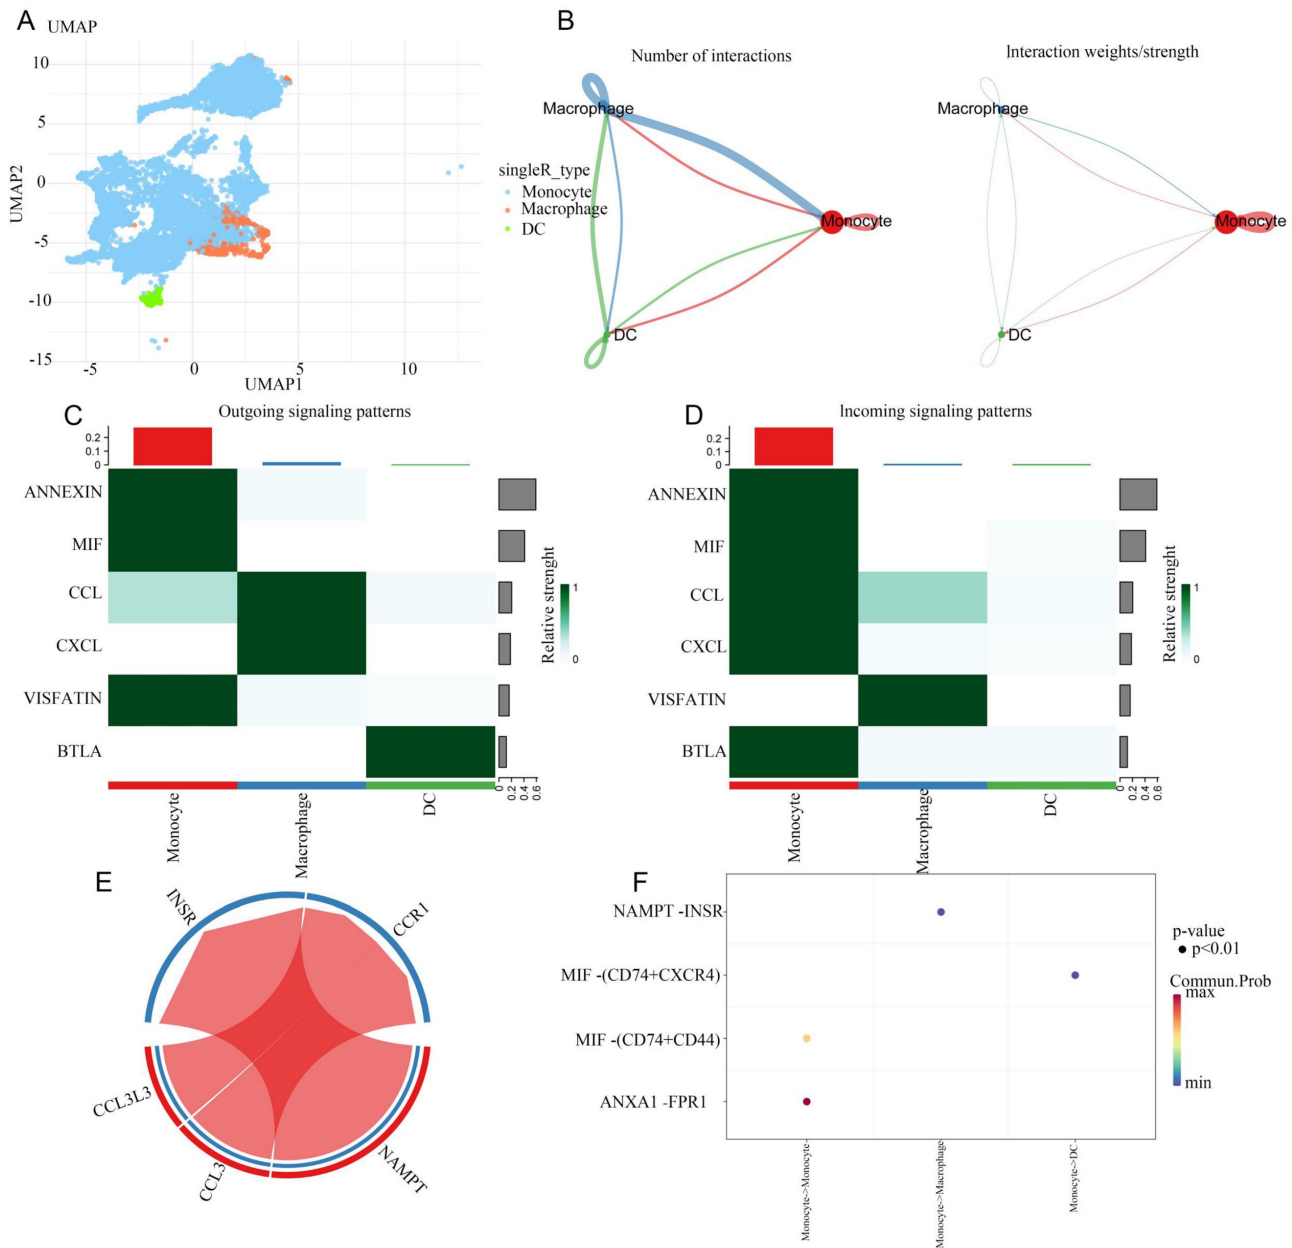 A
UMAP
10
5
0
-5
-10
-15
UMAP2
-5
0
5
10
UMAP1
singleR_type
Monocyte
Macrophage
DC
B
Number of interactions
Macrophage
Monocyte
DC
Interaction weights/strength
Macrophage
Monocyte
DC
C
Outgoing signaling patterns
0.2
0.1
0
ANNEXIN
MIF
CCL
CXCL
VISFATIN
BTLA
Monocyte
Macrophage
DC
0
0.2
0.4
0.6
Relative strenght
1
0
D
Incoming signaling patterns
0.2
0.1
0
ANNEXIN
MIF
CCL
CXCL
VISFATIN
BTLA
Monocyte
Macrophage
DC
0
0.2
0.4
0.6
Relative strenght
1
0
E
INSR
CCR1
CCL3L3
CCL3
NAMPT
F
NAMPT -INSR
MIF -(CD74+CXCR4)
MIF -(CD74+CD44)
ANXA1 -FPR1
Monocyte->Monocyte
Monocyte->Macrophage
Monocyte->DC
p-value
p<0.01
Commun.Prob
max
min